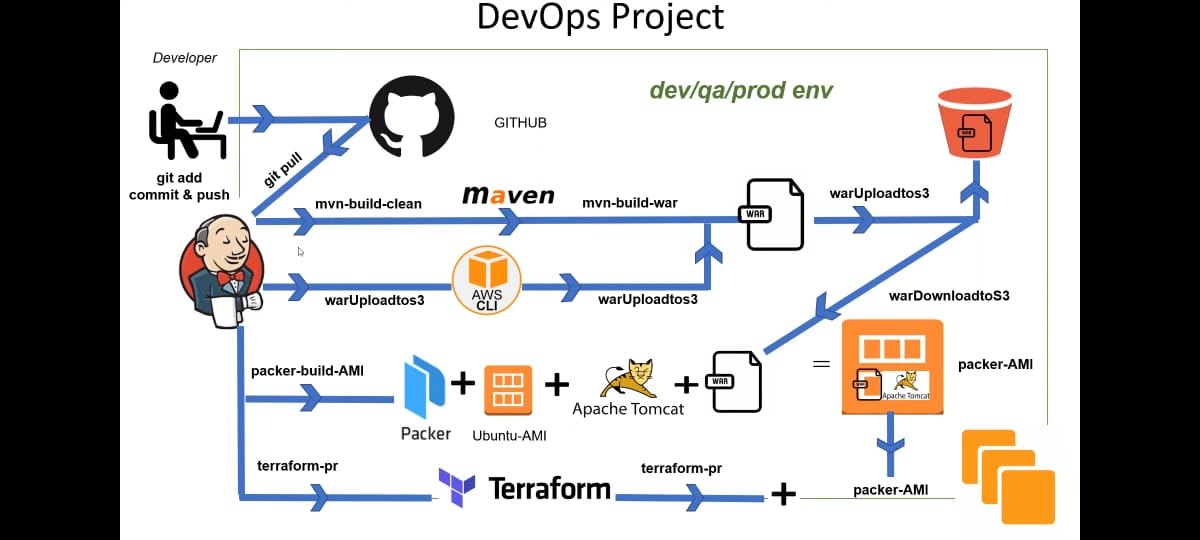 DevOps Project
Developer
dev/qa/prod env
GITHUB
git add
commit & push
git pull
mvn-build-clean
maven
mvn-build-war
WAR
warUploadtos3
WAR
warUploadtos3
AWS
CLI
warUploadtos3
warDownloadtoS3
packer-build-AMI
Packer
Ubuntu-AMI
Apache Tomcat
WAR
=
WAR
Apache Tomcat
packer-AMI
terraform-pr
Terraform
terraform-pr
packer-AMI